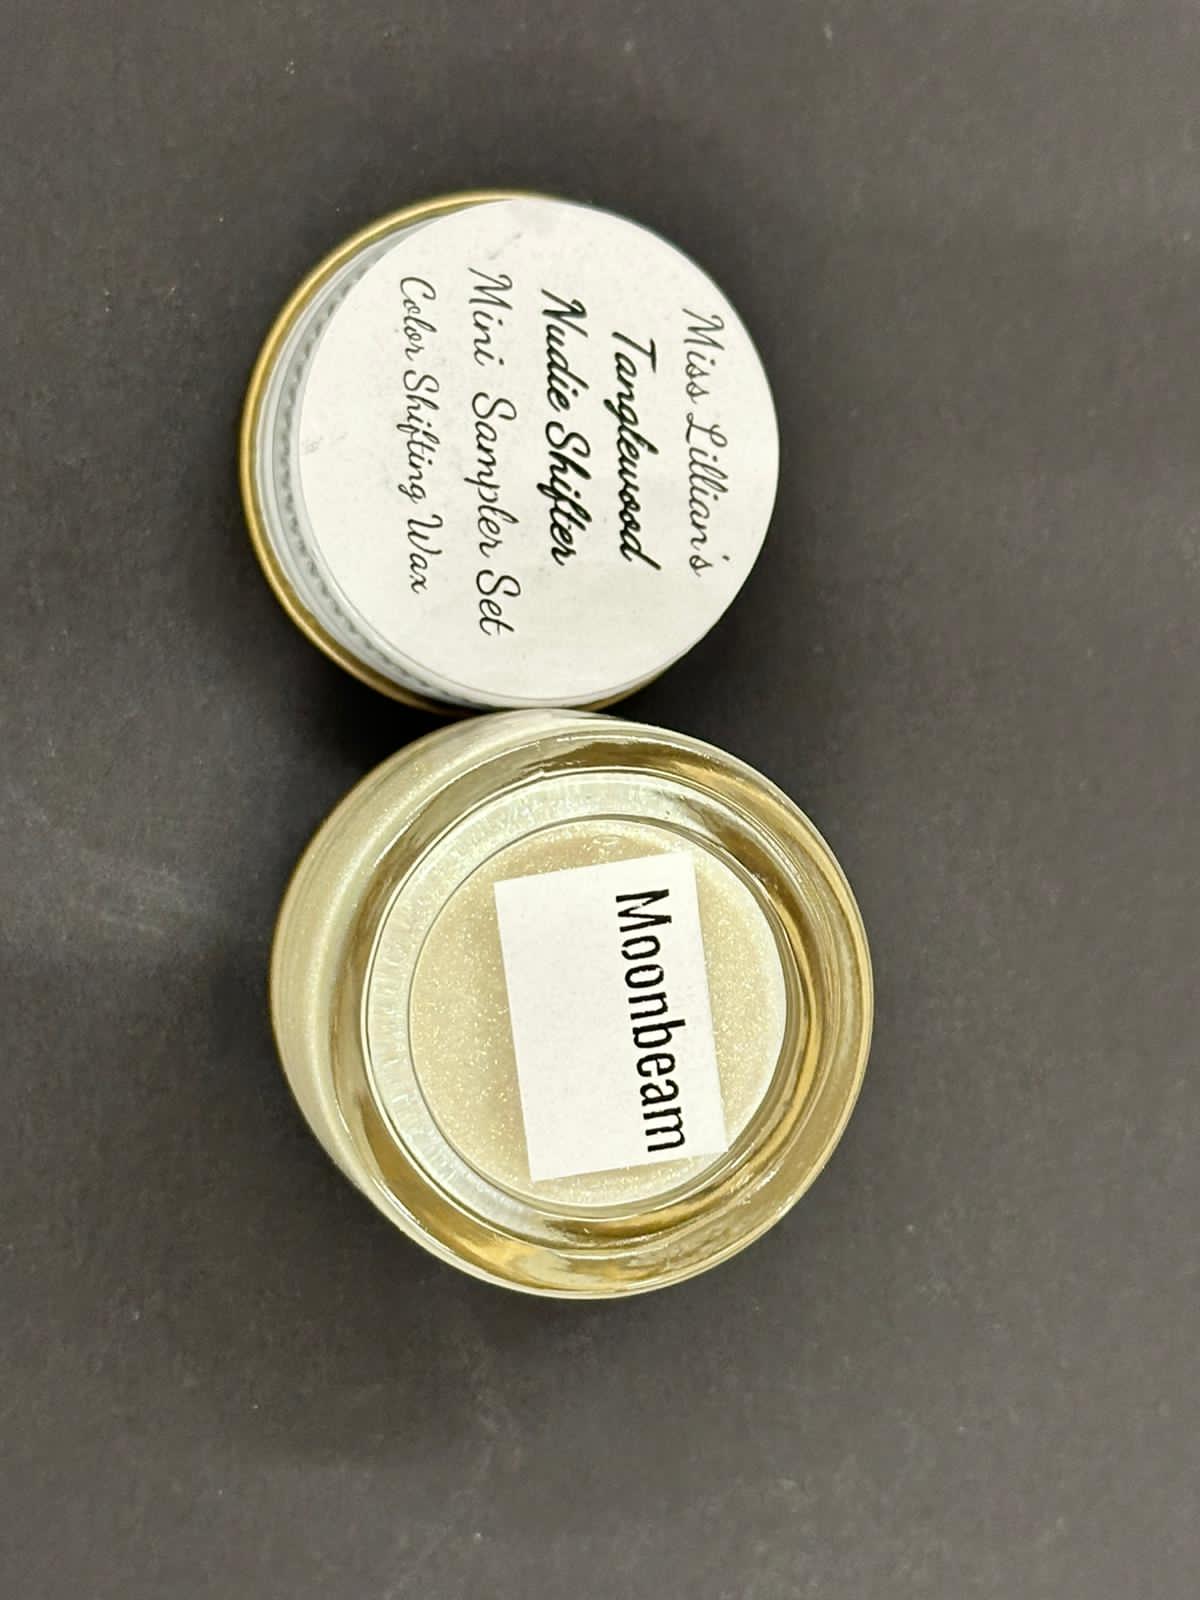 Miss Lillian's
Tanglewood
Nudie Shifter
Mini Sampler Set
Color Shifting Wax
Moonbeam